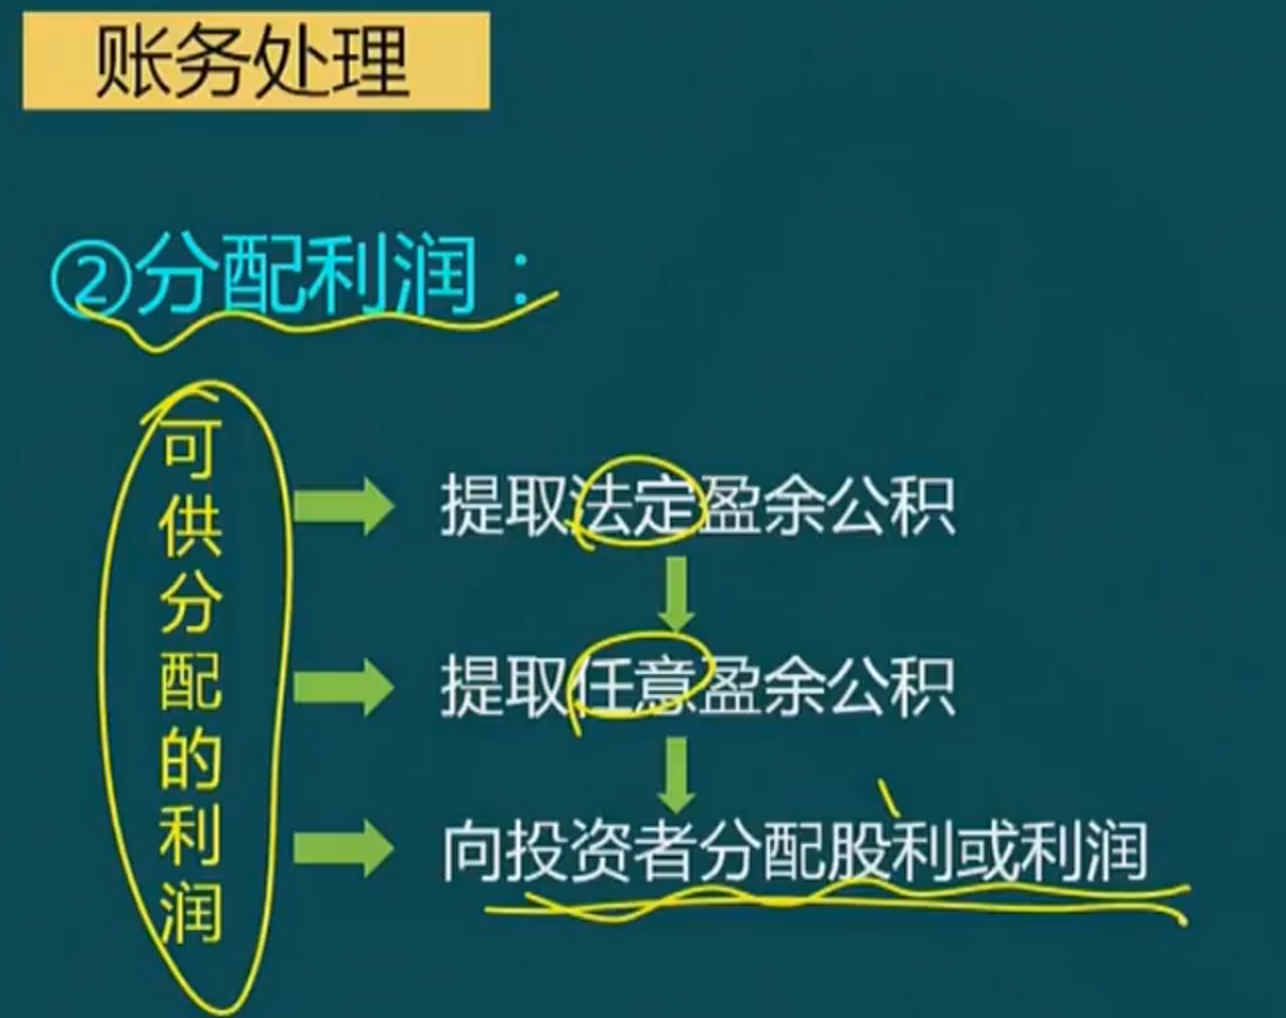 账务处理
②分配利润：
可供分配的利润
提取法定盈余公积
提取任意盈余公积
向投资者分配股利或利润